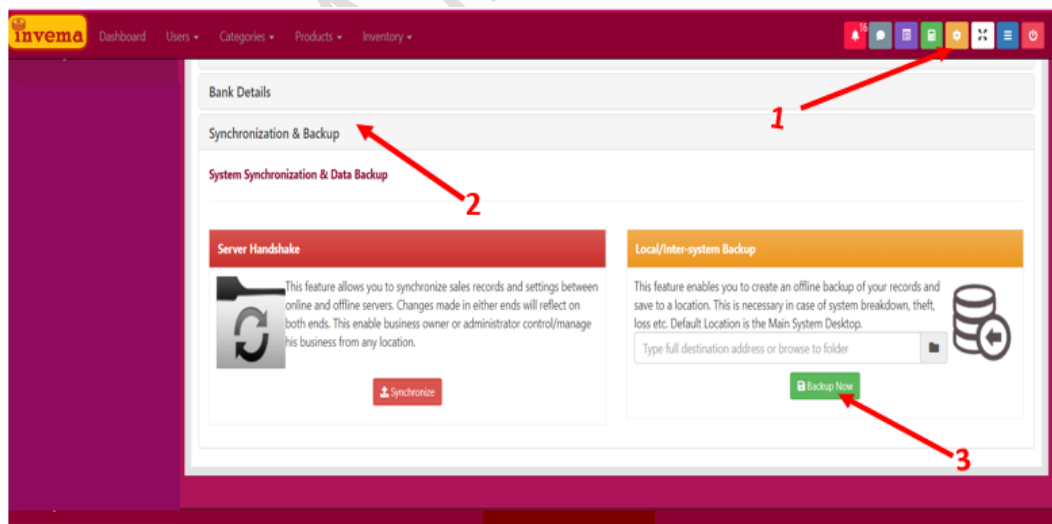 invema Dashboard Users Categories Products Inventory 16
1
Bank Details
Synchronization & Backup
2
System Synchronization & Data Backup
Server Handshake
This feature allows you to synchronize sales records and settings between
online and offline servers. Changes made in either ends will reflect on
both ends. This enable business owner or administrator control/manage
his business from any location.
Synchronize
Local/Inter-system Backup
This feature enables you to create an offline backup of your records and
save to a location. This is necessary in case of system breakdown, theft,
loss etc. Default Location is the Main System Desktop.
Type full destination address or browse to folder
Backup Now
3